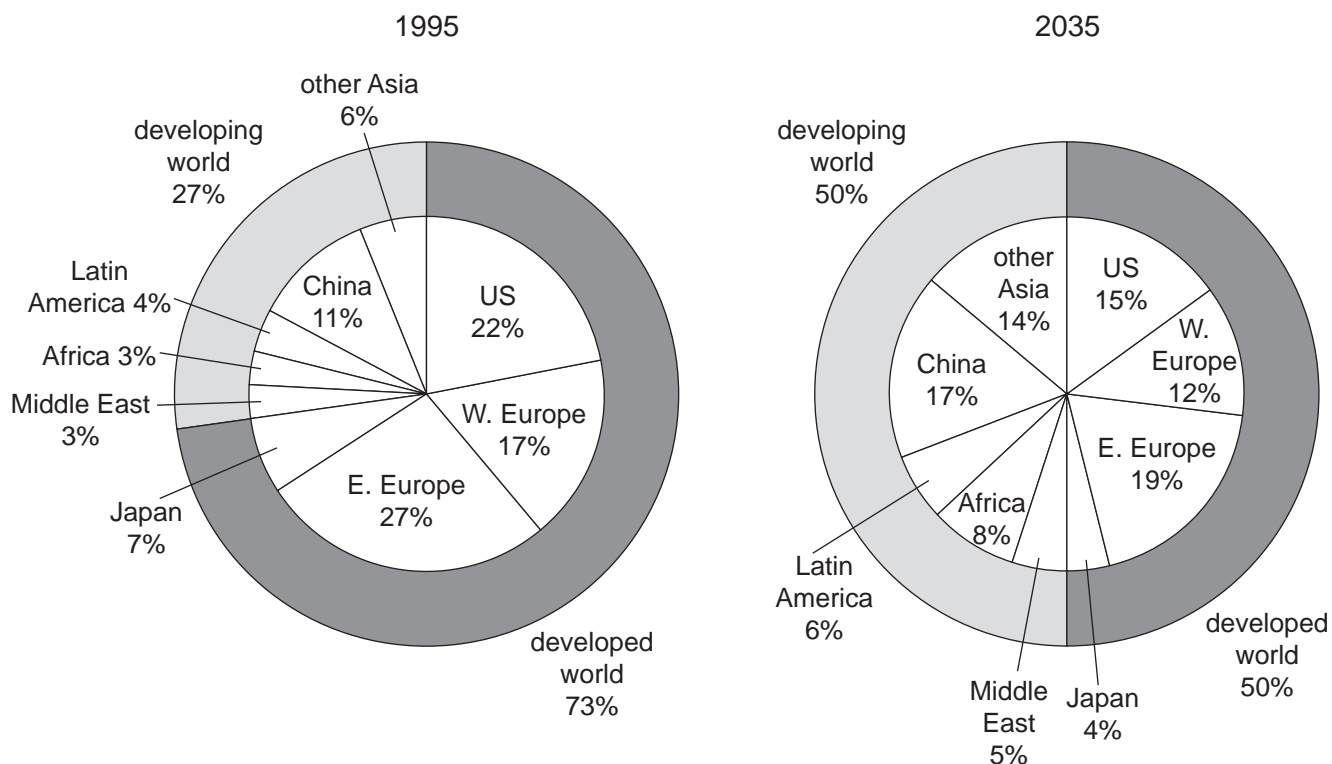 1995
other Asia
6%
developing
world
27%
Latin
America 4%
China
11%
Africa 3%
Middle East
3%
Japan
7%
US
22%
W. Europe
17%
E. Europe
27%
developed
world
73%
2035
developing
world
50%
other
Asia
14%
US
15%
W.
Europe
12%
China
17%
E. Europe
19%
Africa
8%
Latin
America
6%
Middle
East
5%
Japan
4%
developed
world
50%